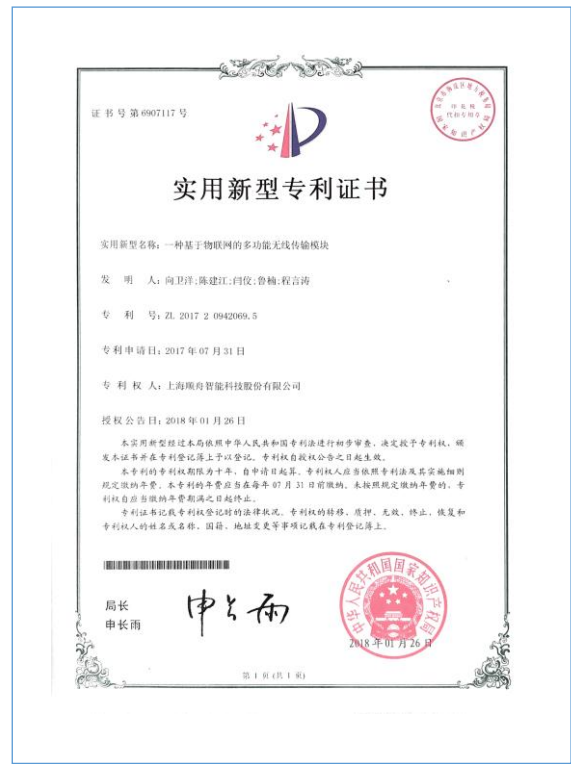 证书号第6907117号
实用新型专利证书
实用新型名称：一种基于物联网的多功能无线传输模块
发 明 人：向卫洋;陈建江;闫仪;鲁楠;程言涛
专 利 号：ZL 2017 2 0942069.5
专利申请日：2017年07月31日
专 利 权 人：上海顺舟智能科技股份有限公司
授权公告日：2018年01月26日
本实用新型经过本局依照中华人民共和国专利法进行初步审查，决定授予专利权，颁
发本证书并在专利登记簿上予以登记。专利权自授权公告之日起生效。
本专利的专利权期限为十年，自申请日起算。专利权人应当依照专利法及其实施细则
规定缴纳年费。本专利的年费应当在每年07月31日前缴纳。未按照规定缴纳年费的，专
利权自应当缴纳年费期满之日起终止。
专利证书记载专利权登记时的法律状况。专利权的转移、质押、无效、终止、恢复和
专利权人的姓名或名称、国籍、地址变更等事项记载在专利登记簿上。
局长
申长雨
申长雨
中华人民共和国国家知识产权局
2018年01月26日
第 1 页 (共 1 页)